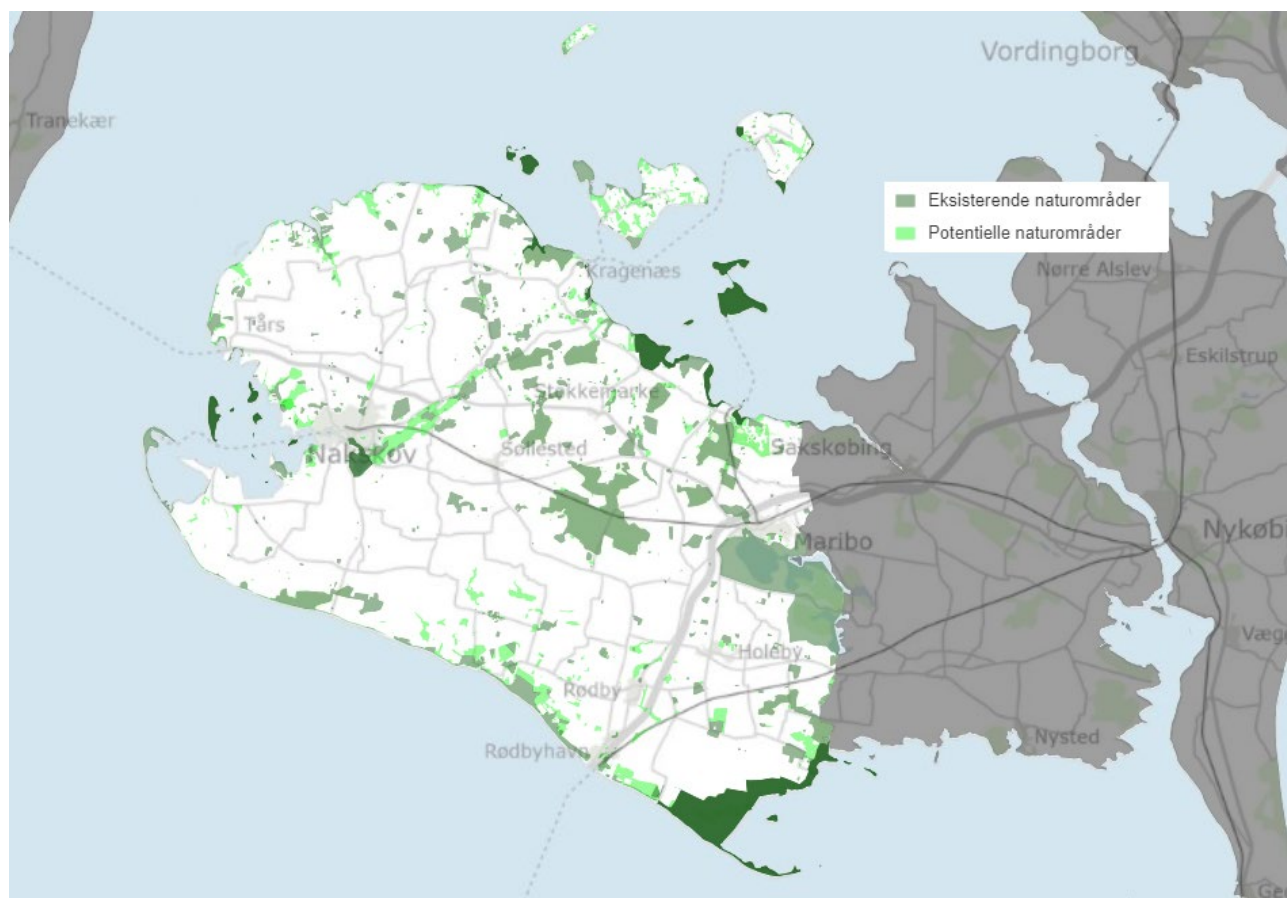 Vordingborg
Tranekær
Eksisterende naturområder
Potentielle naturområder
Kragenæs
Nørre Alslev
Tårs
Eskilstrup
Stokkemarke
Nakskov
Søllested
Sakskøbing
Maribo
Nykøb
Holeby
Væg
Rødby
Rødbyhavn
Nysted
Ge